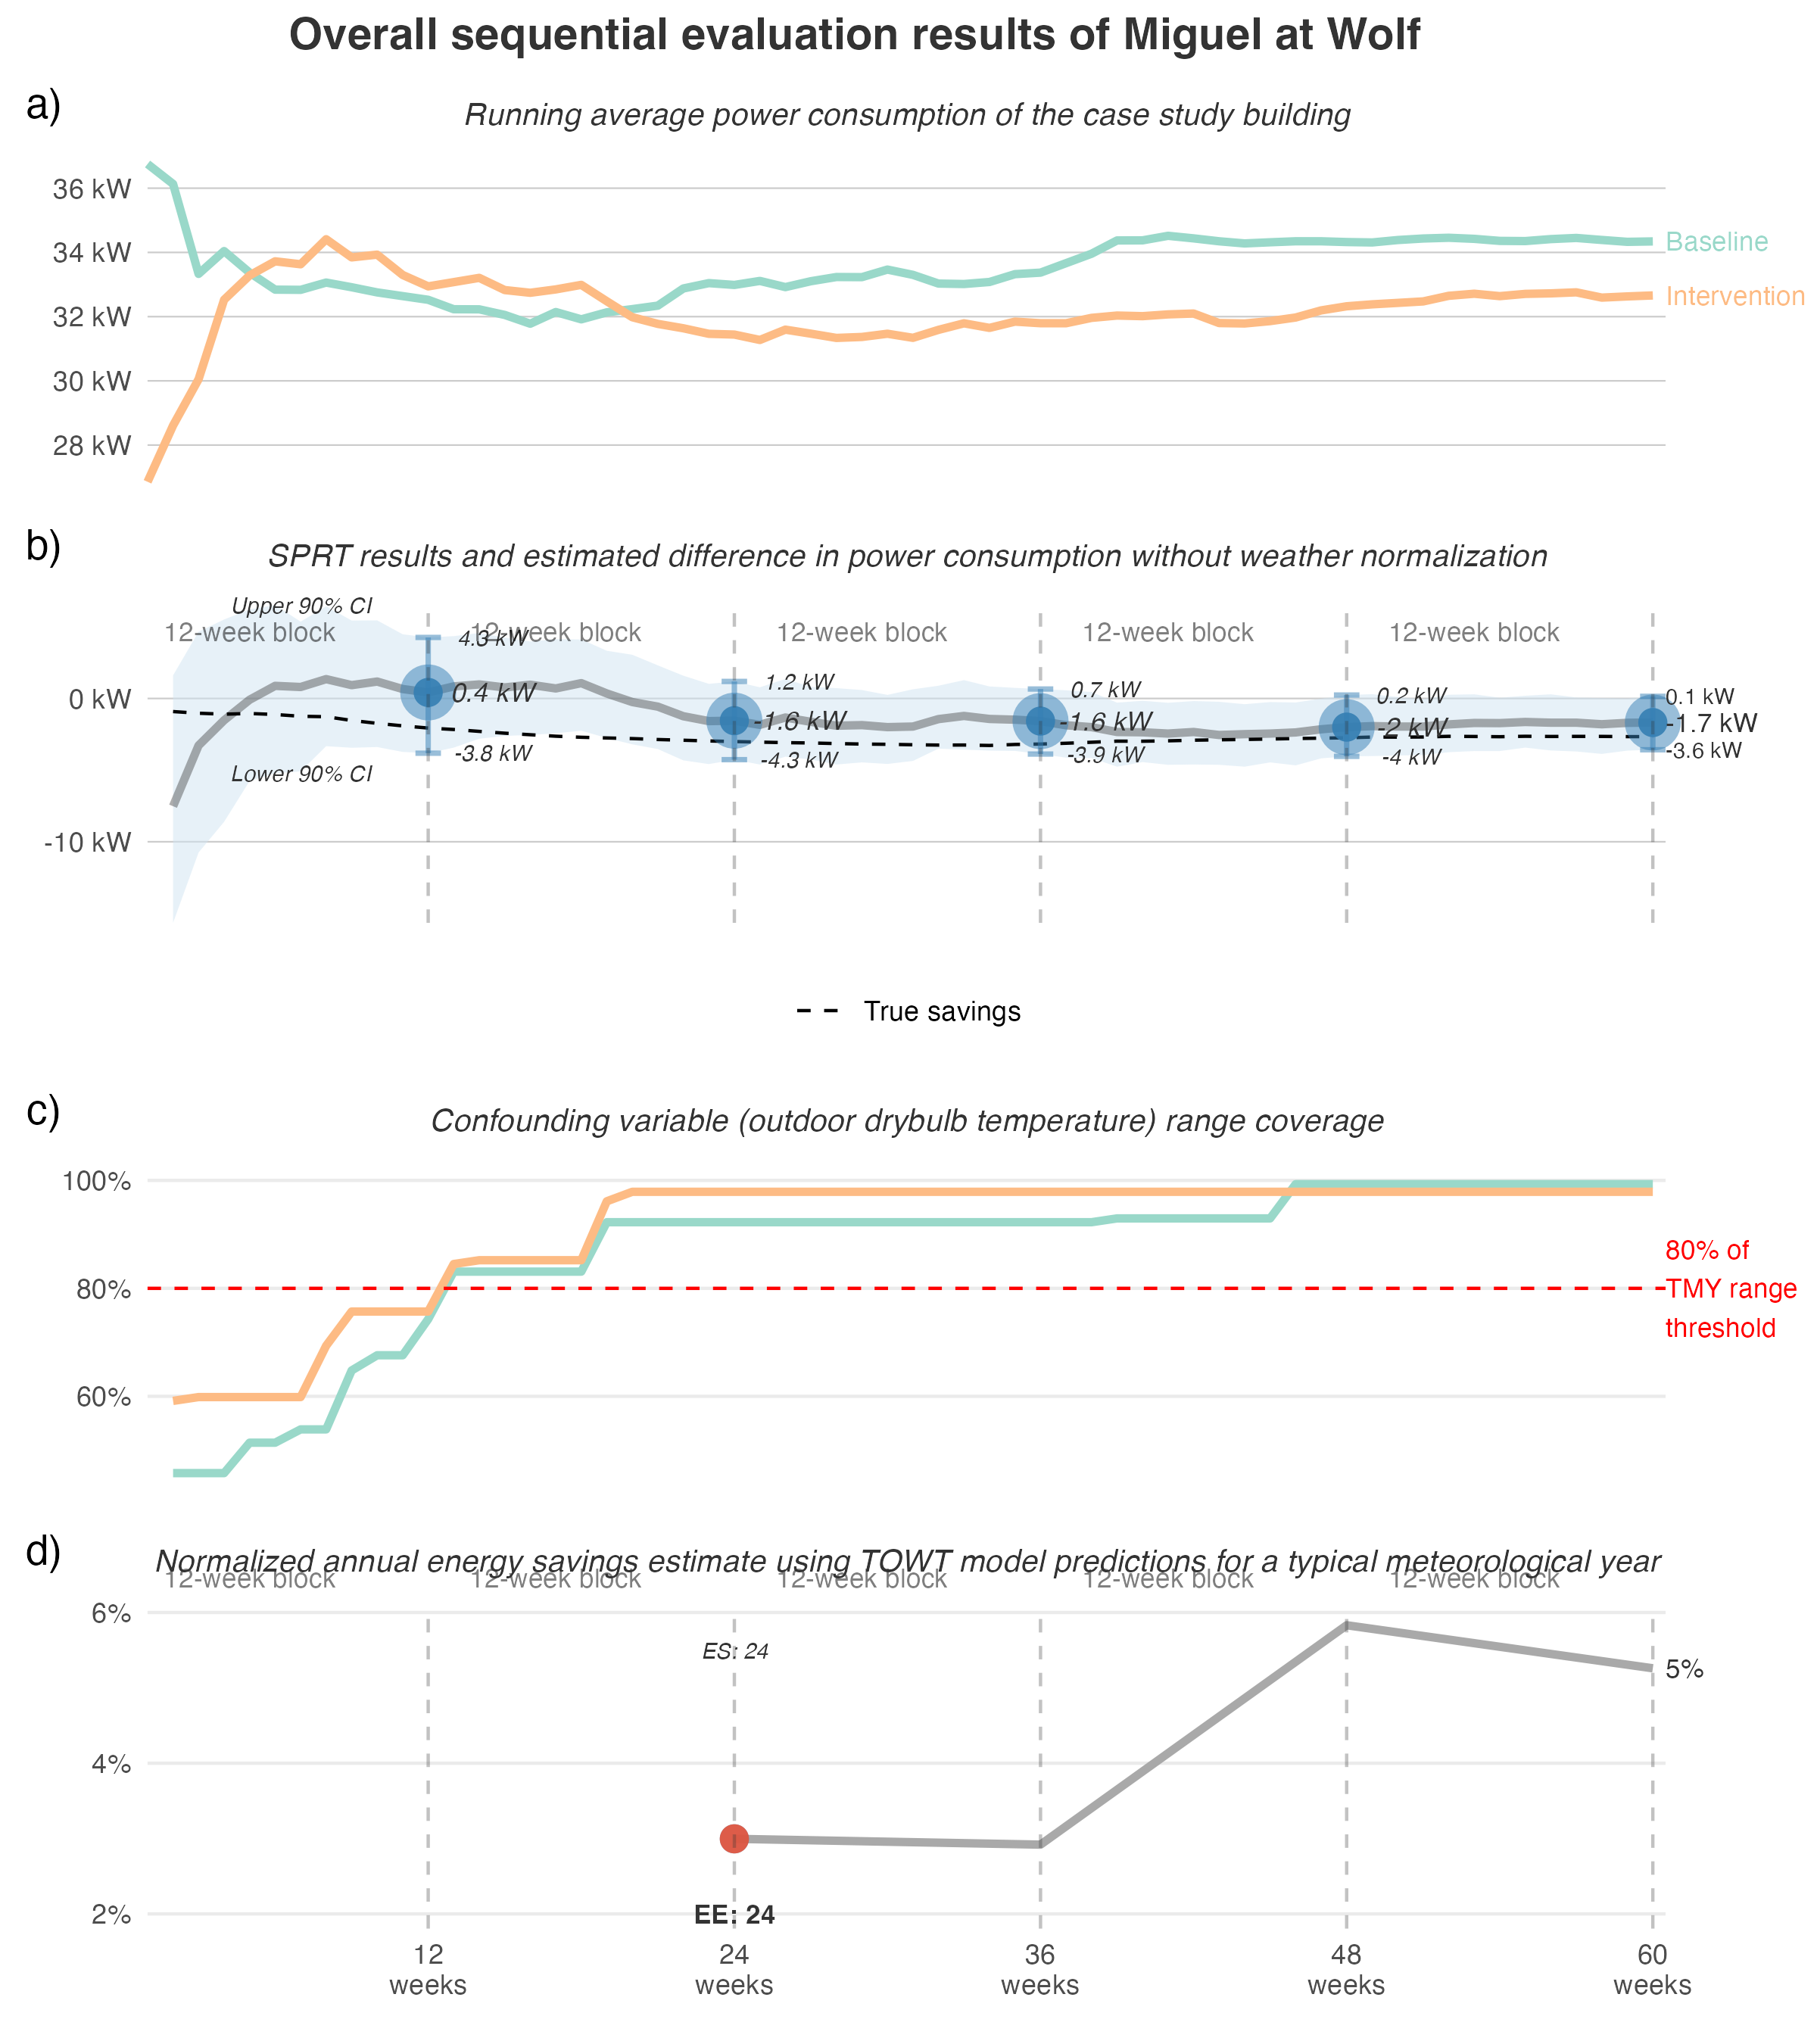 Overall sequential evaluation results of Miguel at Wolf
a)
Running average power consumption of the case study building
36 kW
34 kW
32 kW
30 kW
28 kW
Baseline
Intervention
b)
SPRT results and estimated difference in power consumption without weather normalization
Upper 90% CI
12-week block
12-week block
12-week block
12-week block
12-week block
4.3 kW
1.2 kW
0.7 kW
0.2 kW
0.1 kW
0 kW
0.4 kW
-1.6 kW
-1.6 kW
-2 kW
-1.7 kW
-3.8 kW
-4.3 kW
-3.9 kW
-4 kW
-3.6 kW
Lower 90% CI
-10 kW
True savings
c)
Confounding variable (outdoor drybulb temperature) range coverage
100%
80%
60%
80% of
TMY range
threshold
d)
Normalized annual energy savings estimate using TOWT model predictions for a typical meteorological year
12-week block
12-week block
12-week block
12-week block
12-week block
6%
4%
2%
ES: 24
5%
EE: 24
12
weeks
24
weeks
36
weeks
48
weeks
60
weeks